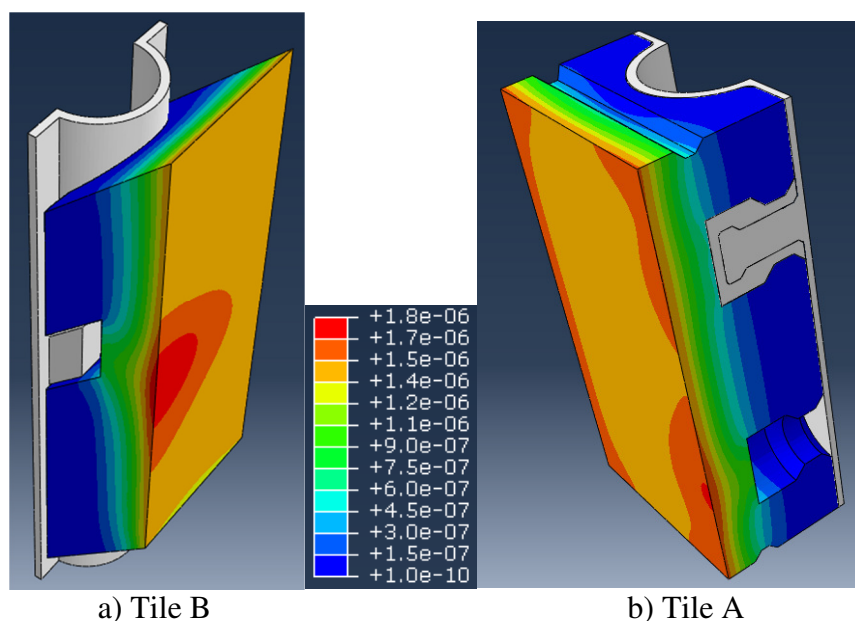 +1.8e-06
+1.7e-06
+1.5e-06
+1.4e-06
+1.2e-06
+1.1e-06
+9.0e-07
+7.5e-07
+6.0e-07
+4.5e-07
+3.0e-07
+1.5e-07
+1.0e-10
a) Tile B
b) Tile A